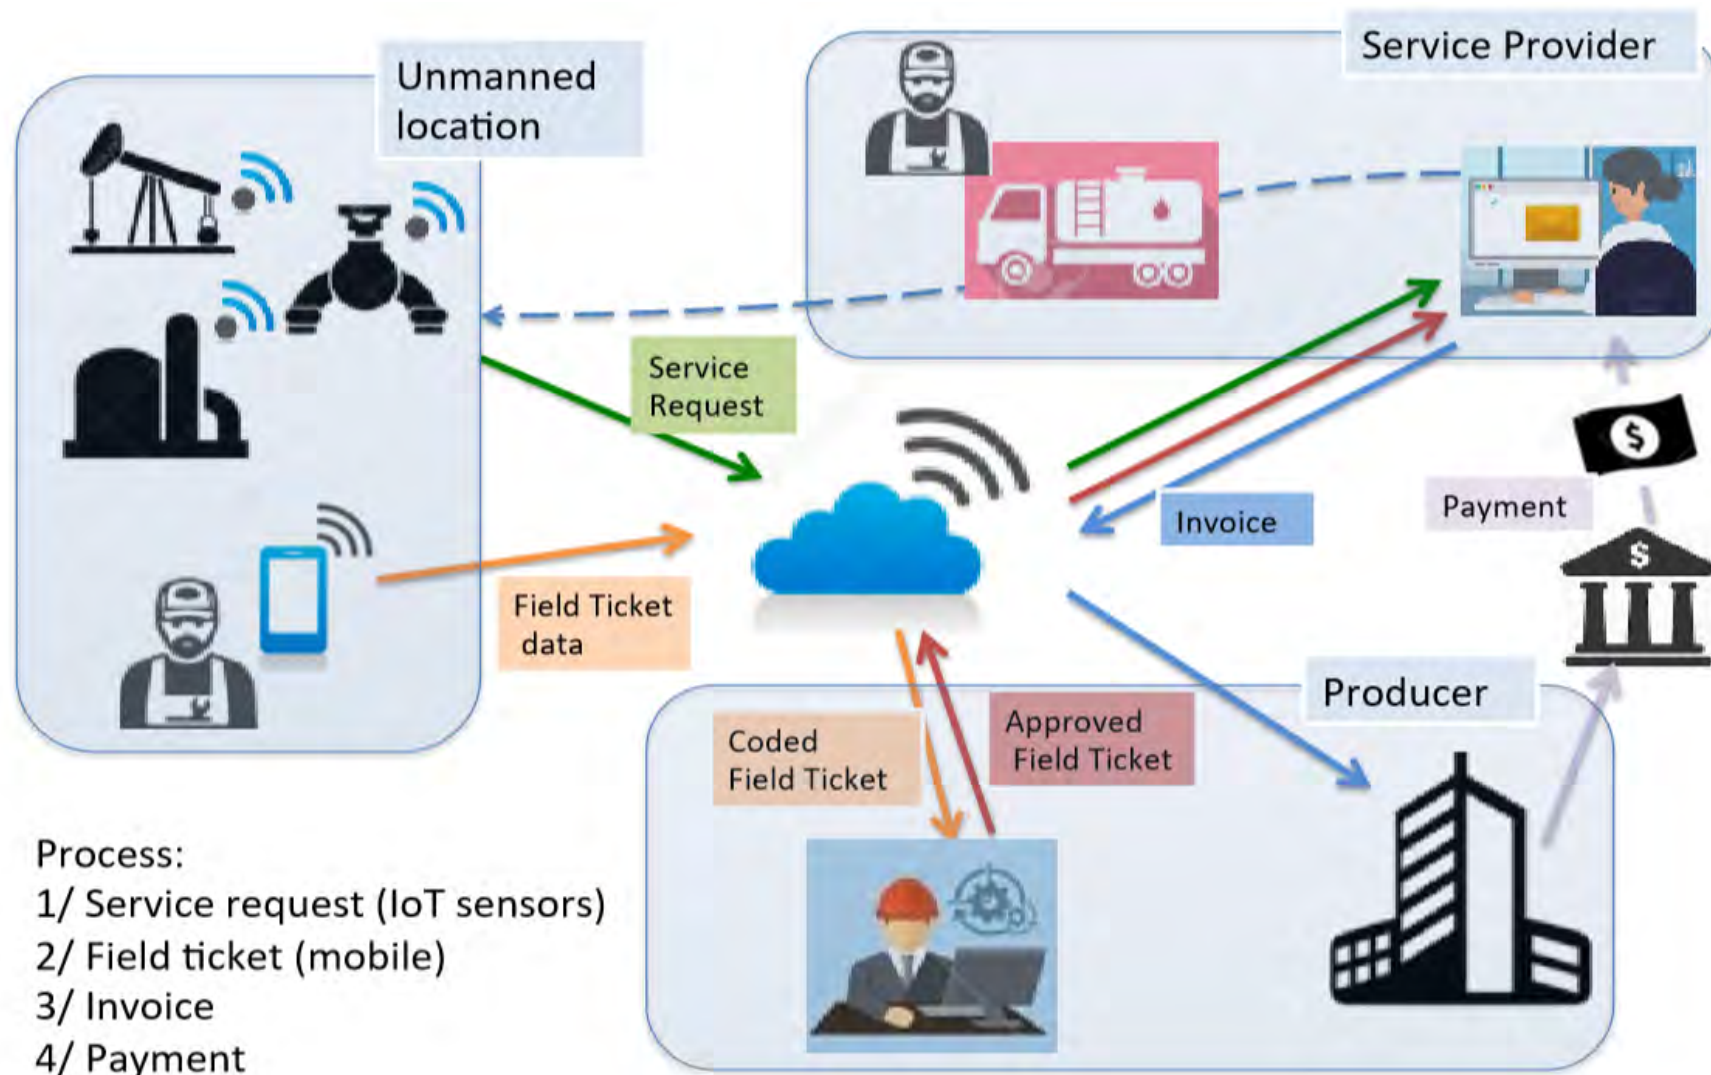 Unmanned
location
Service Provider
Service
Request
Invoice
Payment
$
$
Field Ticket
data
Producer
Coded
Field Ticket
Approved
Field Ticket
Process:
1/ Service request (IoT sensors)
2/ Field ticket (mobile)
3/ Invoice
4/ Payment